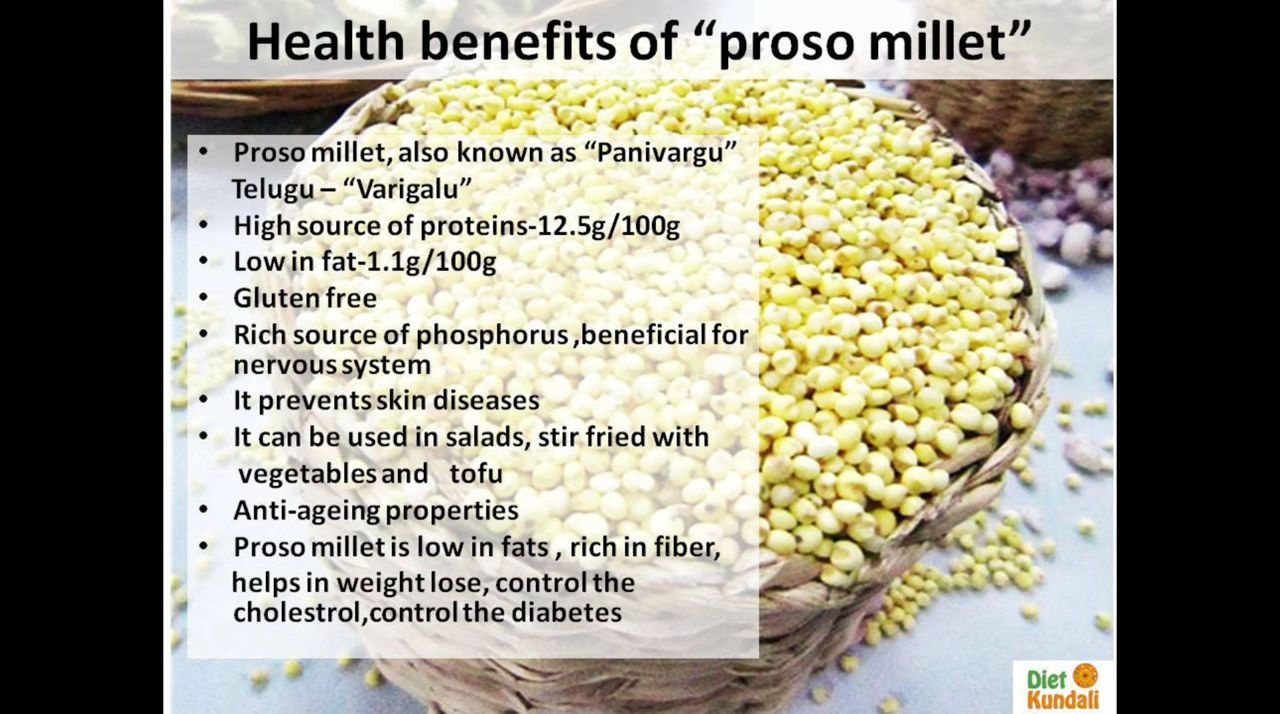 Health benefits of “proso millet”
• Proso millet, also known as “Panivargu”
Telugu – “Varigalu”
• High source of proteins-12.5g/100g
• Low in fat-1.1g/100g
• Gluten free
• Rich source of phosphorus ,beneficial for
nervous system
• It prevents skin diseases
• It can be used in salads, stir fried with
vegetables and tofu
• Anti-ageing properties
• Proso millet is low in fats , rich in fiber,
helps in weight lose, control the
cholestrol,control the diabetes
Diet
Kundali